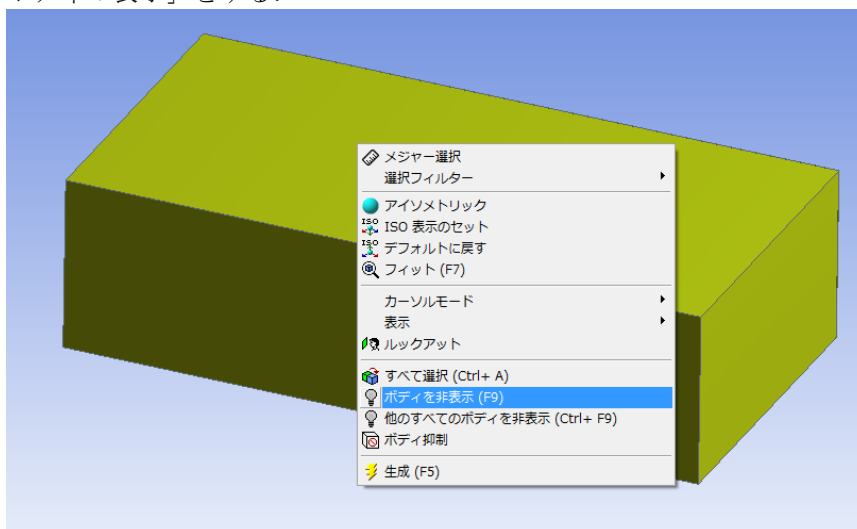 メジャー選択
選択フィルター
アイソメトリック
ISO 表示のセット
デフォルトに戻す
フィット (F7)
カーソルモード
表示
ルックアット
すべて選択 (Ctrl+ A)
ボディを非表示 (F9)
他のすべてのボディを非表示 (Ctrl+ F9)
ボディ抑制
生成 (F5)